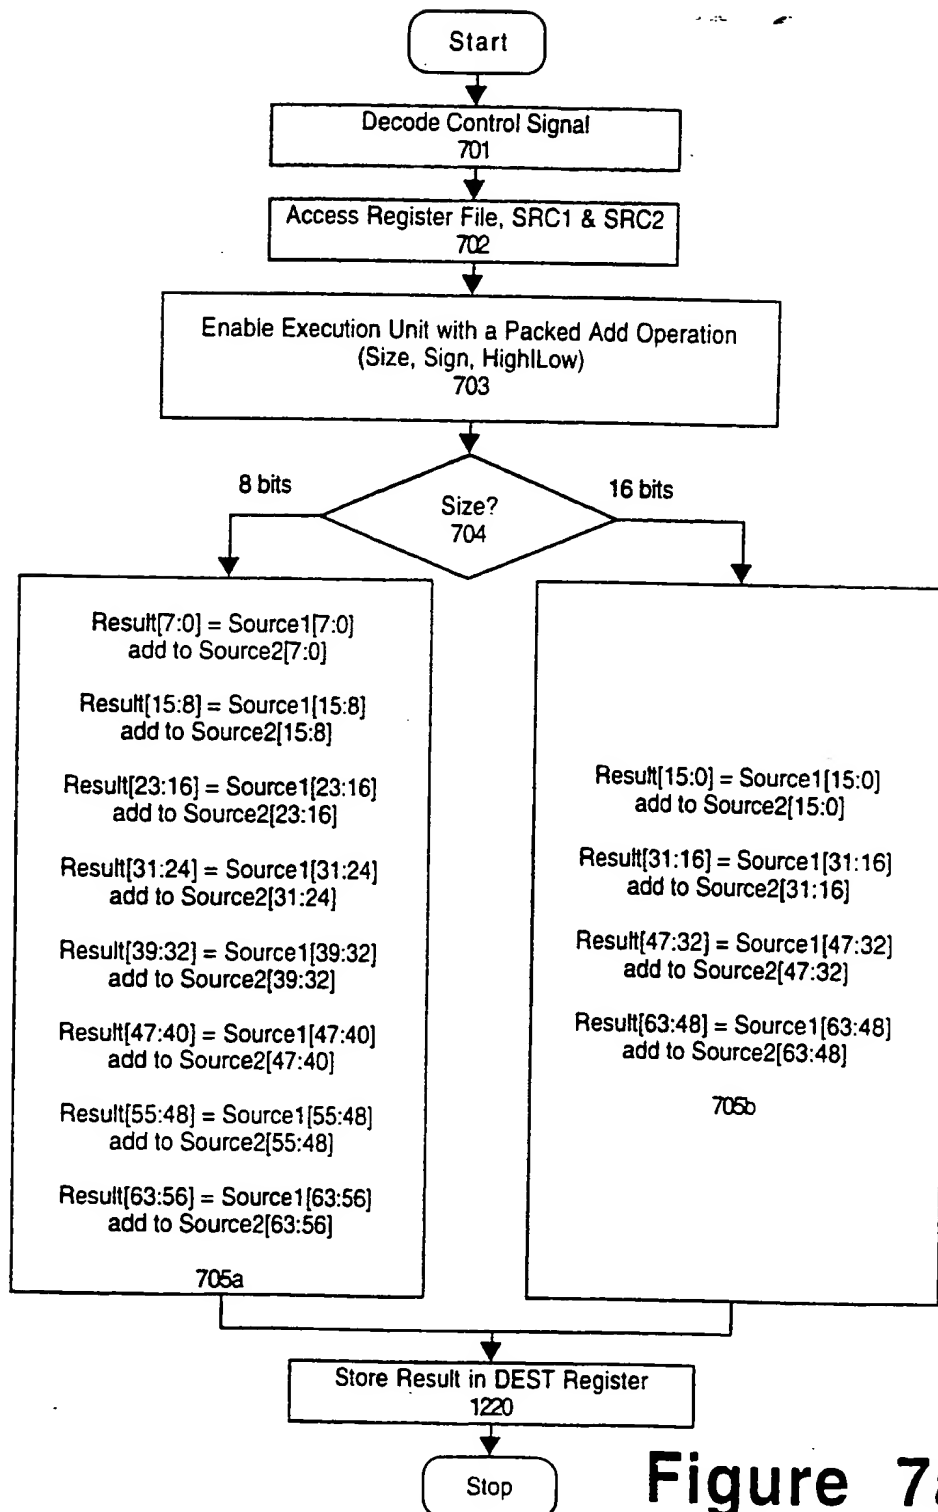 Start
Decode Control Signal
701
Access Register File, SRC1 & SRC2
702
Enable Execution Unit with a Packed Add Operation
(Size, Sign, High|Low)
703
8 bits
Size?
704
16 bits
Result[7:0] = Source1[7:0]
add to Source2[7:0]
Result[15:8] = Source1[15:8]
add to Source2[15:8]
Result[23:16] = Source1[23:16]
add to Source2[23:16]
Result[31:24] = Source1[31:24]
add to Source2[31:24]
Result[39:32] = Source1[39:32]
add to Source2[39:32]
Result[47:40] = Source1[47:40]
add to Source2[47:40]
Result[55:48] = Source1[55:48]
add to Source2[55:48]
Result[63:56] = Source1[63:56]
add to Source2[63:56]
705a
Result[15:0] = Source1[15:0]
add to Source2[15:0]
Result[31:16] = Source1[31:16]
add to Source2[31:16]
Result[47:32] = Source1[47:32]
add to Source2[47:32]
Result[63:48] = Source1[63:48]
add to Source2[63:48]
705b
Store Result in DEST Register
1220
Stop
Figure